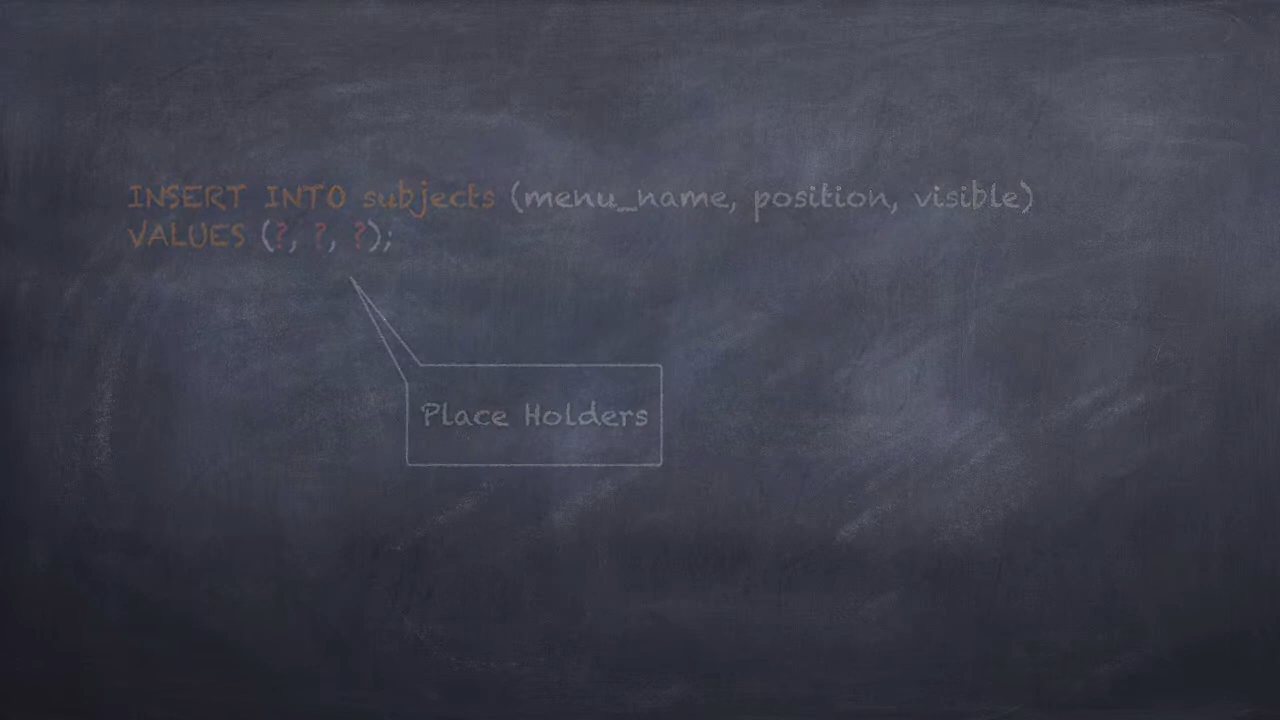 INSERT INTO subjects (menu_name, position, visible)
VALUES (?, ?, ?);
Place Holders